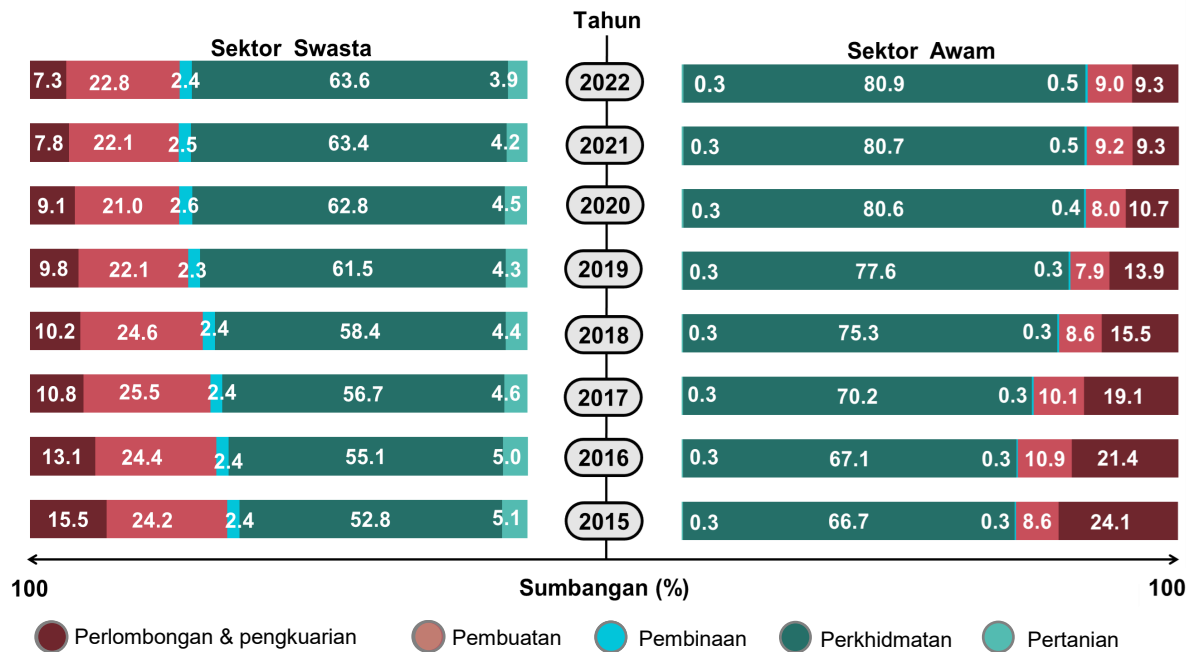 Tahun
Sektor Swasta
Sektor Awam
7.3 22.8 2.4 63.6 3.9 2022 0.3 80.9 0.5 9.0 9.3
7.8 22.1 2.5 63.4 4.2 2021 0.3 80.7 0.5 9.2 9.3
9.1 21.0 2.6 62.8 4.5 2020 0.3 80.6 0.4 8.0 10.7
9.8 22.1 2.3 61.5 4.3 2019 0.3 77.6 0.3 7.9 13.9
10.2 24.6 2.4 58.4 4.4 2018 0.3 75.3 0.3 8.6 15.5
10.8 25.5 2.4 56.7 4.6 2017 0.3 70.2 0.3 10.1 19.1
13.1 24.4 2.4 55.1 5.0 2016 0.3 67.1 0.3 10.9 21.4
15.5 24.2 2.4 52.8 5.1 2015 0.3 66.7 0.3 8.6 24.1
100 Sumbangan (%) 100
Perlombongan & pengkuarian Pembuatan Pembinaan Perkhidmatan Pertanian